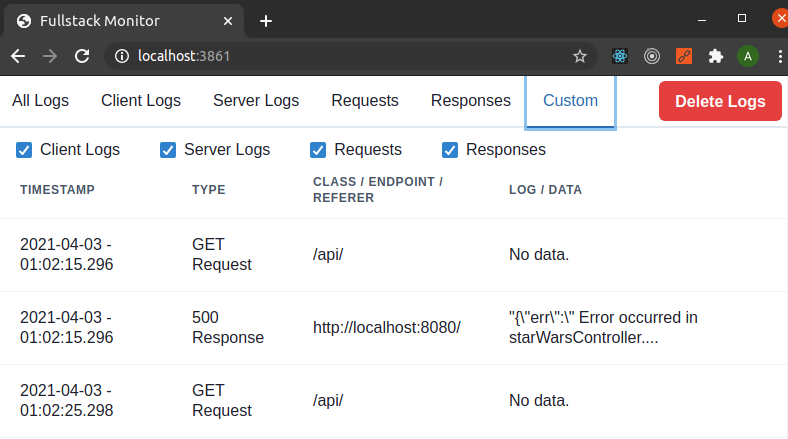 Fullstack Monitor
localhost:3861
A
All Logs Client Logs Server Logs Requests Responses Custom Delete Logs
Client Logs Server Logs Requests Responses
TIMESTAMP TYPE CLASS / ENDPOINT / REFERER LOG / DATA
2021-04-03 - GET
01:02:15.296 Request /api/ No data.
2021-04-03 - 500 "{\"err\":\" Error occurred in
01:02:15.296 Response http://localhost:8080/ starWarsController....
2021-04-03 - GET
01:02:25.298 Request /api/ No data.